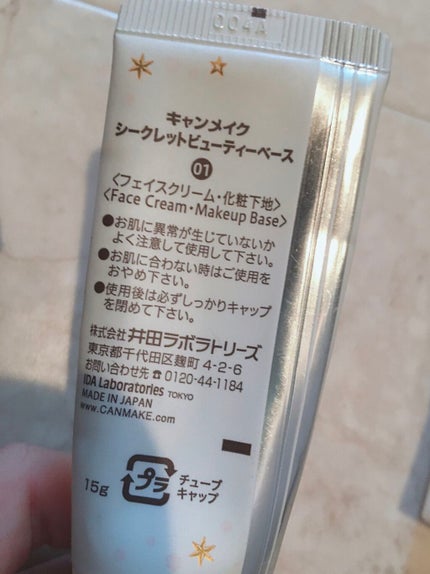 004A
キャンメイク
シークレットビューティーベース
01
〈フェイスクリーム・化粧下地〉
〈Face Cream・Makeup Base〉
●お肌に異常が生じていないか
よく注意して使用して下さい。
●お肌に合わない時はご使用を
おやめ下さい。
●使用後は必ずしっかりキャップ
を閉めて下さい。
株式会社 井田ラボラトリーズ
東京都千代田区麹町 4-2-6
お問い合わせ先 ☎ 0120-44-1184
IDA Laboratories TOKYO
MADE IN JAPAN
www.CANMAKE.com
15g
プラ
チューブ
キャップ